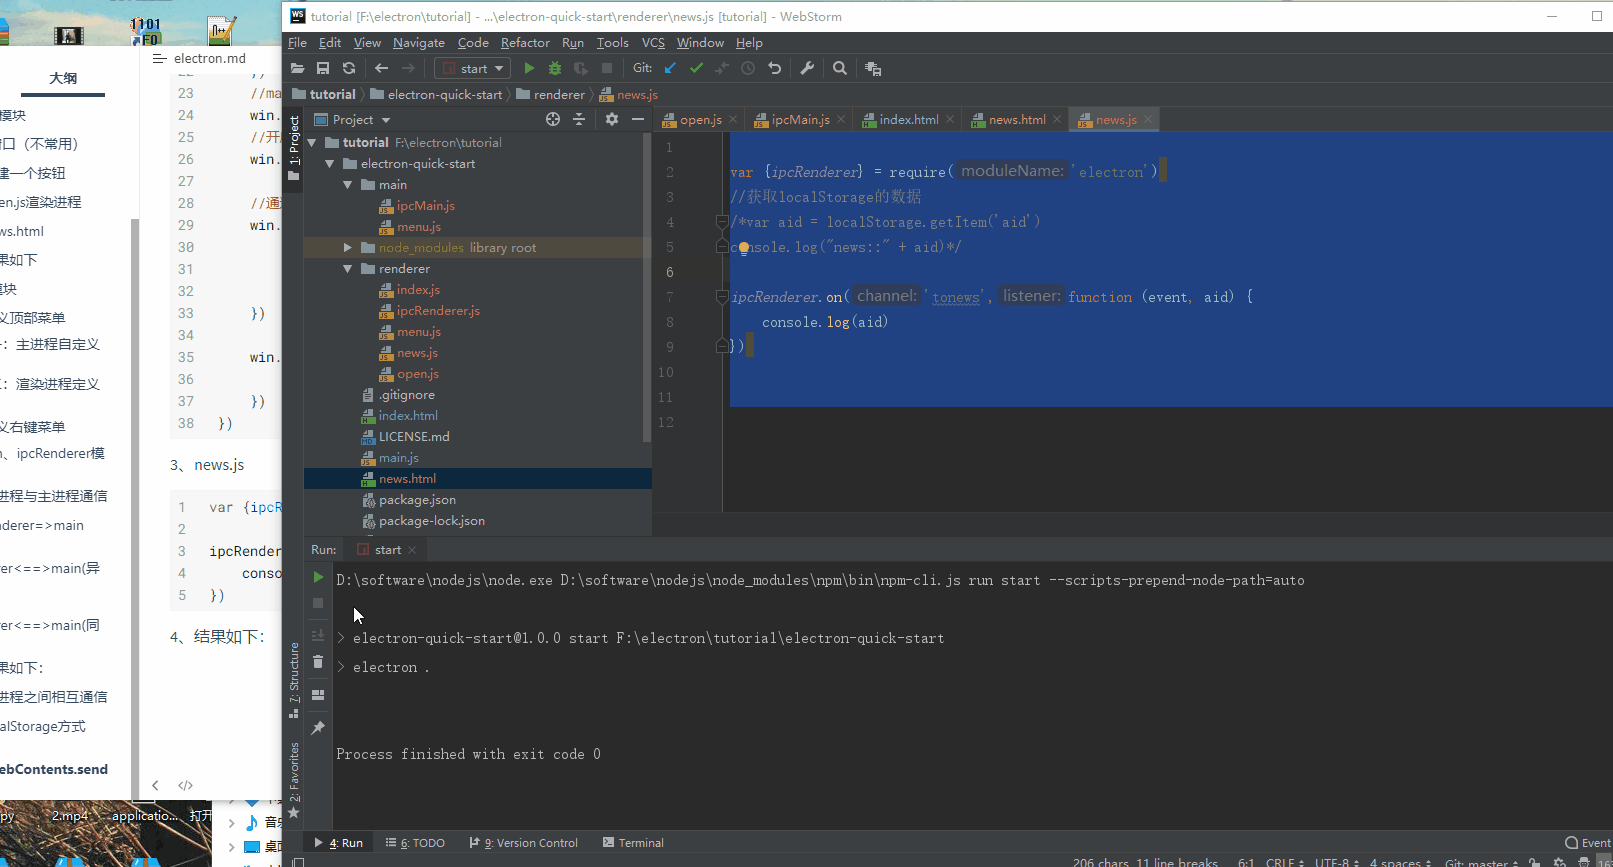 1101
tutorial [F:\electron\tutorial] - ...\electron-quick-start\renderer\news.js [tutorial] - WebStorm
File Edit View Navigate Code Refactor Run Tools VCS Window Help
start
Git:
tutorial electron-quick-start renderer news.js
大纲
模块
口（不常用）
建一个按钮
en.js渲染进程
ws.html
果如下
模块
义顶部菜单
：主进程自定义
：渲染进程定义
义右键菜单
n、ipcRenderer模
进程与主进程通信
nderer=>main
rer<==>main(异
rer<==>main(同
果如下：
进程之间相互通信
alStorage方式
ebContents.send
electron.md
22 })
23 //ma
24 win.
25 //开
26 win.
27
28 //通
29 win.
30
31
32
33 })
34
35 win.
36
37 })
38 })
3、news.js
1 var {ipcR
2
3 ipcRender
4 conso
5 })
4、结果如下：
py
2.mp4
applicatio...
打开
音乐
桌面
1: Project
Project
tutorial F:\electron\tutorial
electron-quick-start
main
ipcMain.js
menu.js
node_modules library root
renderer
index.js
ipcRenderer.js
menu.js
news.js
open.js
.gitignore
index.html
LICENSE.md
main.js
news.html
package.json
package-lock.json
open.js ipcMain.js index.html news.html news.js
1
2 var {ipcRenderer} = require( moduleName: 'electron')
3 //获取localStorage的数据
4 /*var aid = localStorage.getItem('aid')
5 console.log("news::" + aid)*/
6
7 ipcRenderer.on( channel: 'tonews', listener: function (event, aid) {
8 console.log(aid)
9 })
10
11
12
Run: start
D:\software\nodejs\node.exe D:\software\nodejs\node_modules\npm\bin\npm-cli.js run start --scripts-prepend-node-path=auto
> electron-quick-start@1.0.0 start F:\electron\tutorial\electron-quick-start
> electron .
Process finished with exit code 0
7: Structure
2: Favorites
4: Run 6: TODO 9: Version Control Terminal Event
206 chars, 11 line breaks 6:1 CRLF UTF-8 4 spaces Git: master